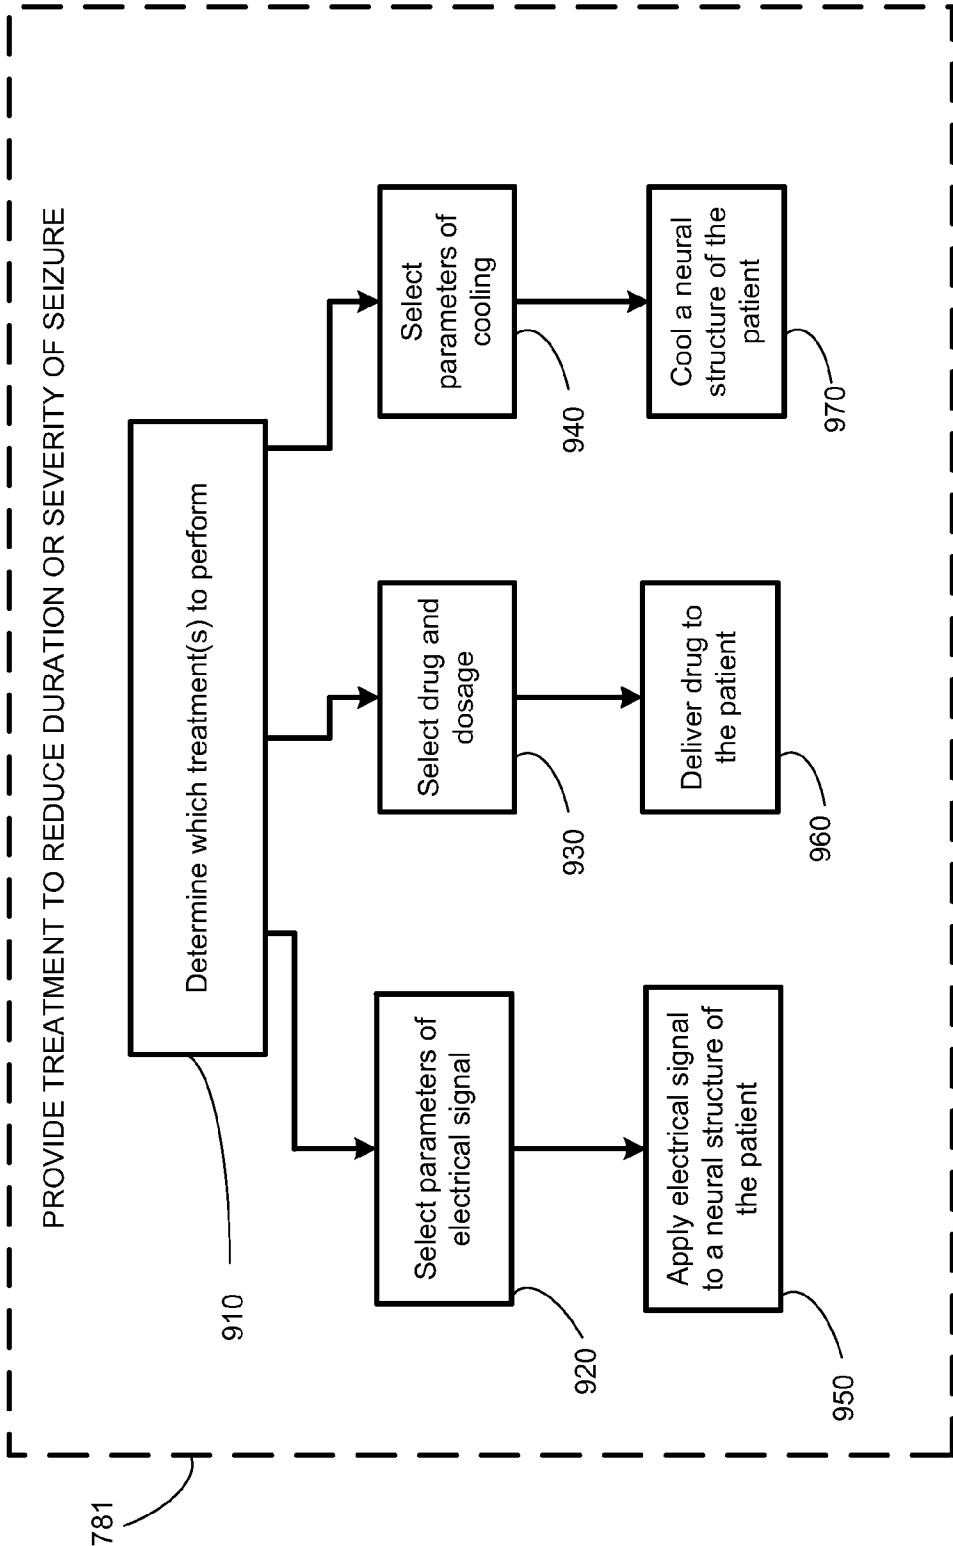 PROVIDE TREATMENT TO REDUCE DURATION OR SEVERITY OF SEIZURE
781
Determine which treatment(s) to perform
910
Select parameters of
electrical signal
920
Select drug and
dosage
930
Select
parameters of
cooling
940
Apply electrical signal
to a neural structure of
the patient
950
Deliver drug to
the patient
960
Cool a neural
structure of the
patient
970